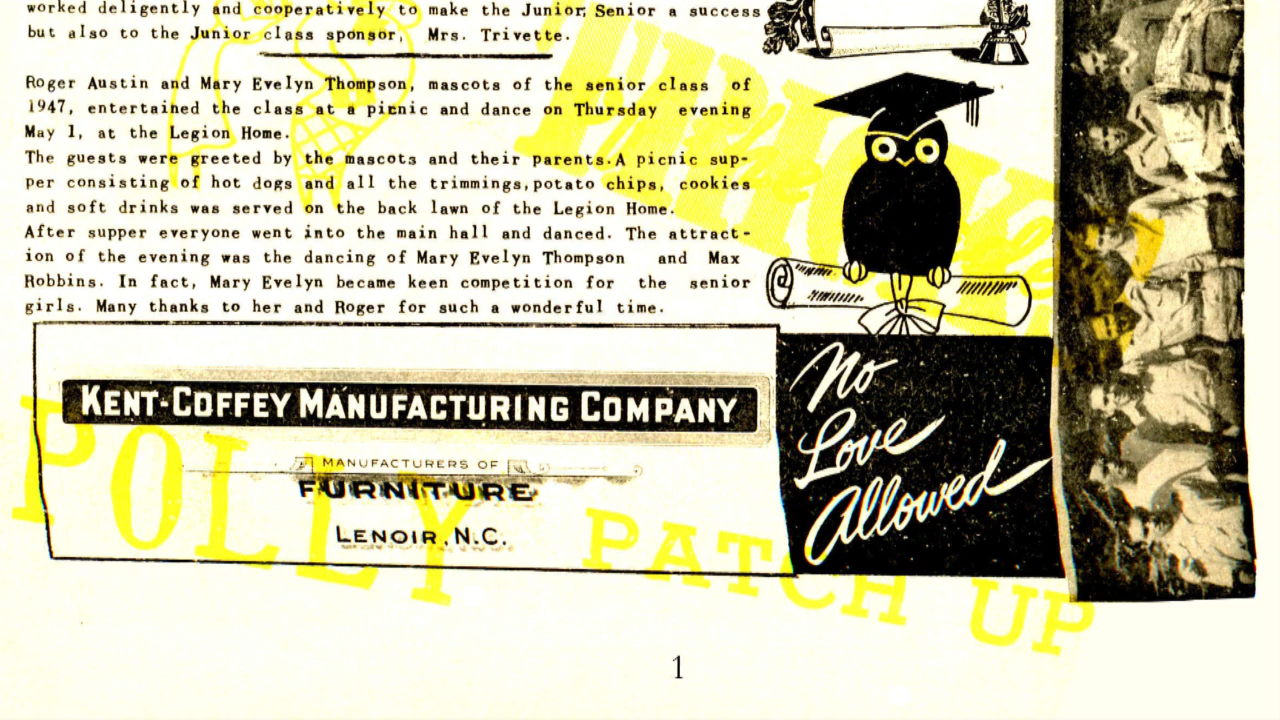 worked deligently and cooperatively to make the Junior, Senior a success
but also to the Junior class sponsor, Mrs. Trivette.
Roger Austin and Mary Evelyn Thompson, mascots of the senior class of
1947, entertained the class at a picnic and dance on Thursday evening
May 1, at the Legion Home.
The guests were greeted by the mascots and their parents.A picnic sup-
per consisting of hot dogs and all the trimmings,potato chips, cookies
and soft drinks was served on the back lawn of the Legion Home.
After supper everyone went into the main hall and danced. The attract-
ion of the evening was the dancing of Mary Evelyn Thompson and Max
Robbins. In fact, Mary Evelyn became keen competition for the senior
girls. Many thanks to her and Roger for such a wonderful time.
KENT-COFFEY MANUFACTURING COMPANY
MANUFACTURERS OF
FURNITURE
LENOIR, N.C.
No
Love
Allowed
POLLY PATCH UP
1